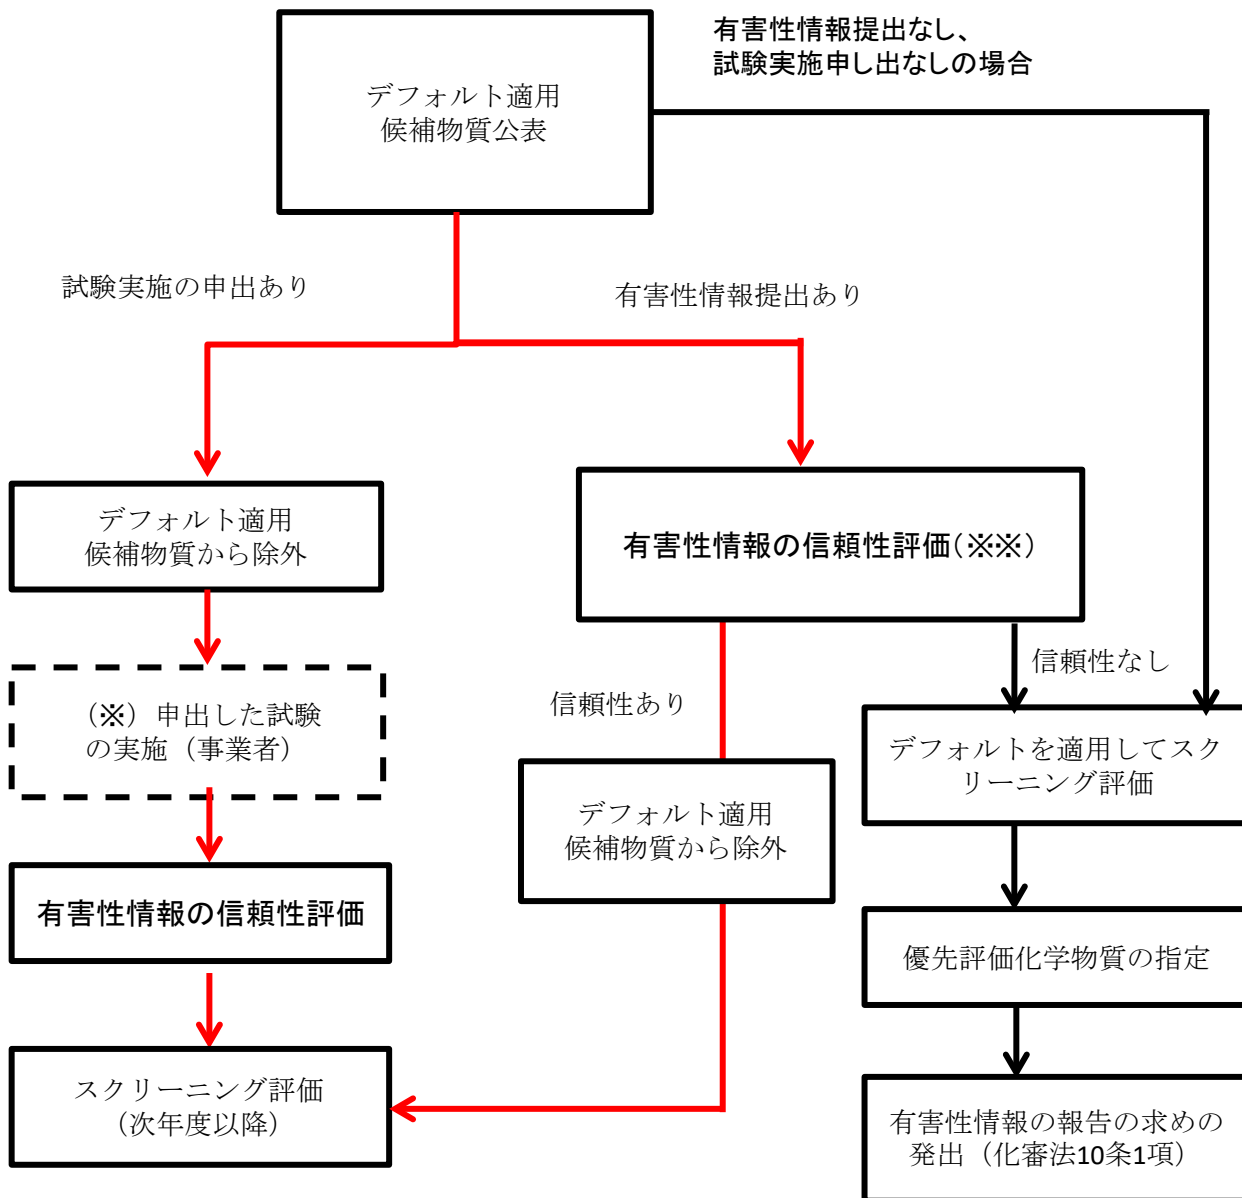 有害性情報提出なし、
試験実施申し出なしの場合
デフォルト適用
候補物質公表
試験実施の申出あり
有害性情報提出あり
デフォルト適用
候補物質から除外
有害性情報の信頼性評価(※※)
信頼性なし
(※)申出した試験
の実施(事業者)
信頼性あり
デフォルトを適用してスク
リーニング評価
デフォルト適用
候補物質から除外
有害性情報の信頼性評価
優先評価化学物質の指定
スクリーニング評価
(次年度以降)
有害性情報の報告の求めの
発出(化審法10条1項)